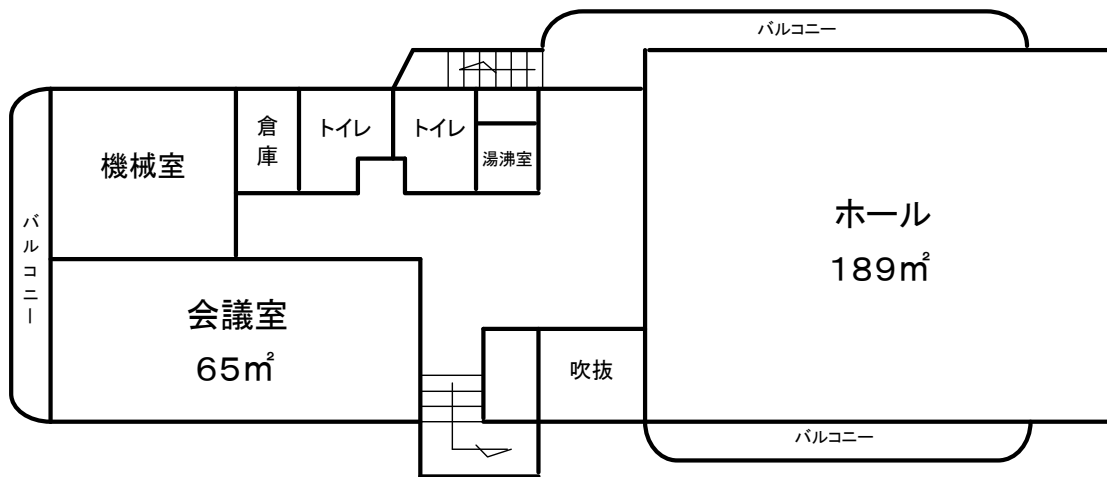 バルコニー
倉庫
トイレ
トイレ
湯沸室
機械室
バルコニー
ホール
189㎡
会議室
65㎡
吹抜
バルコニー